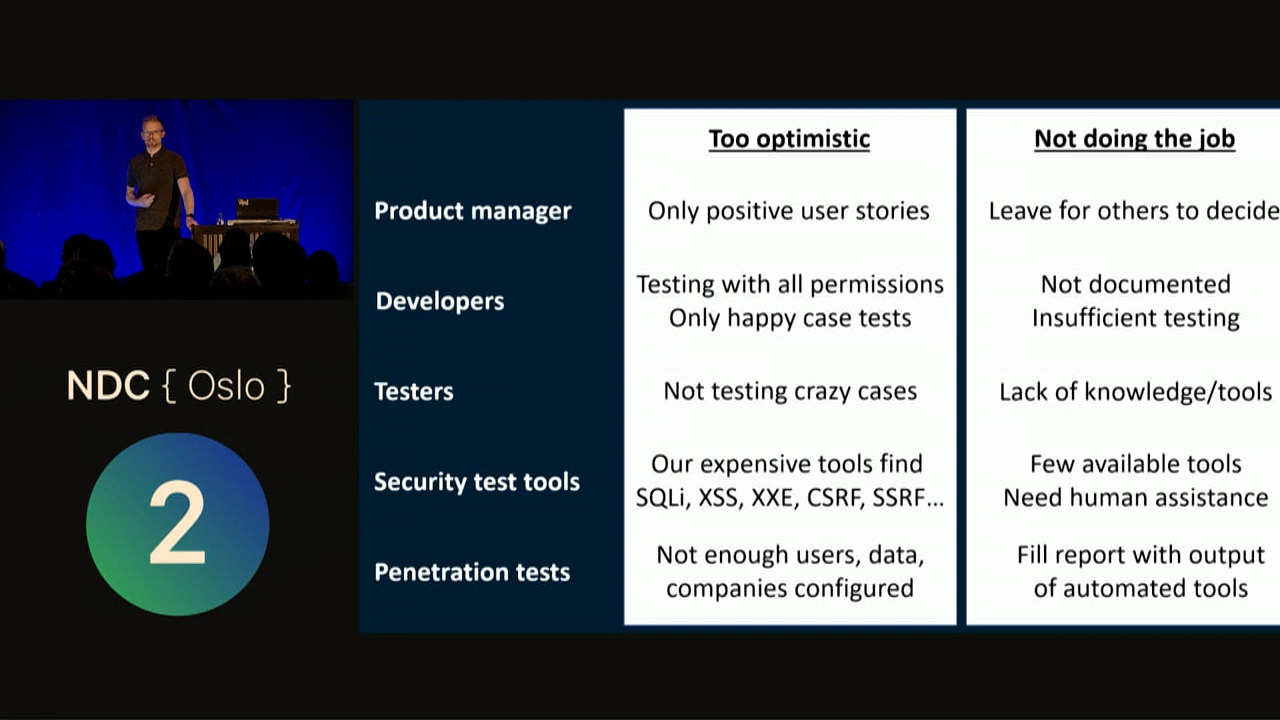 Too optimistic
Not doing the job
Product manager
Only positive user stories
Leave for others to decide
Developers
Testing with all permissions
Only happy case tests
Not documented
Insufficient testing
Testers
Not testing crazy cases
Lack of knowledge/tools
Security test tools
Our expensive tools find
SQLi, XSS, XXE, CSRF, SSRF...
Few available tools
Need human assistance
Penetration tests
Not enough users, data,
companies configured
Fill report with output
of automated tools
NDC { Oslo }
2